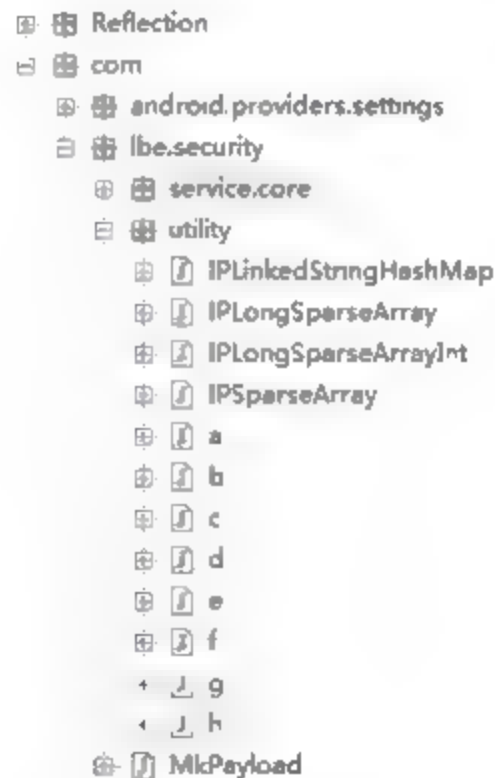 Reflection
com
android.providers.settings
lbe.security
service.core
utility
IPLinkedStringHashMap
IPLongSparseArray
IPLongSparseArrayInt
IPSparseArray
a
b
c
d
e
f
g
h
MkPayload